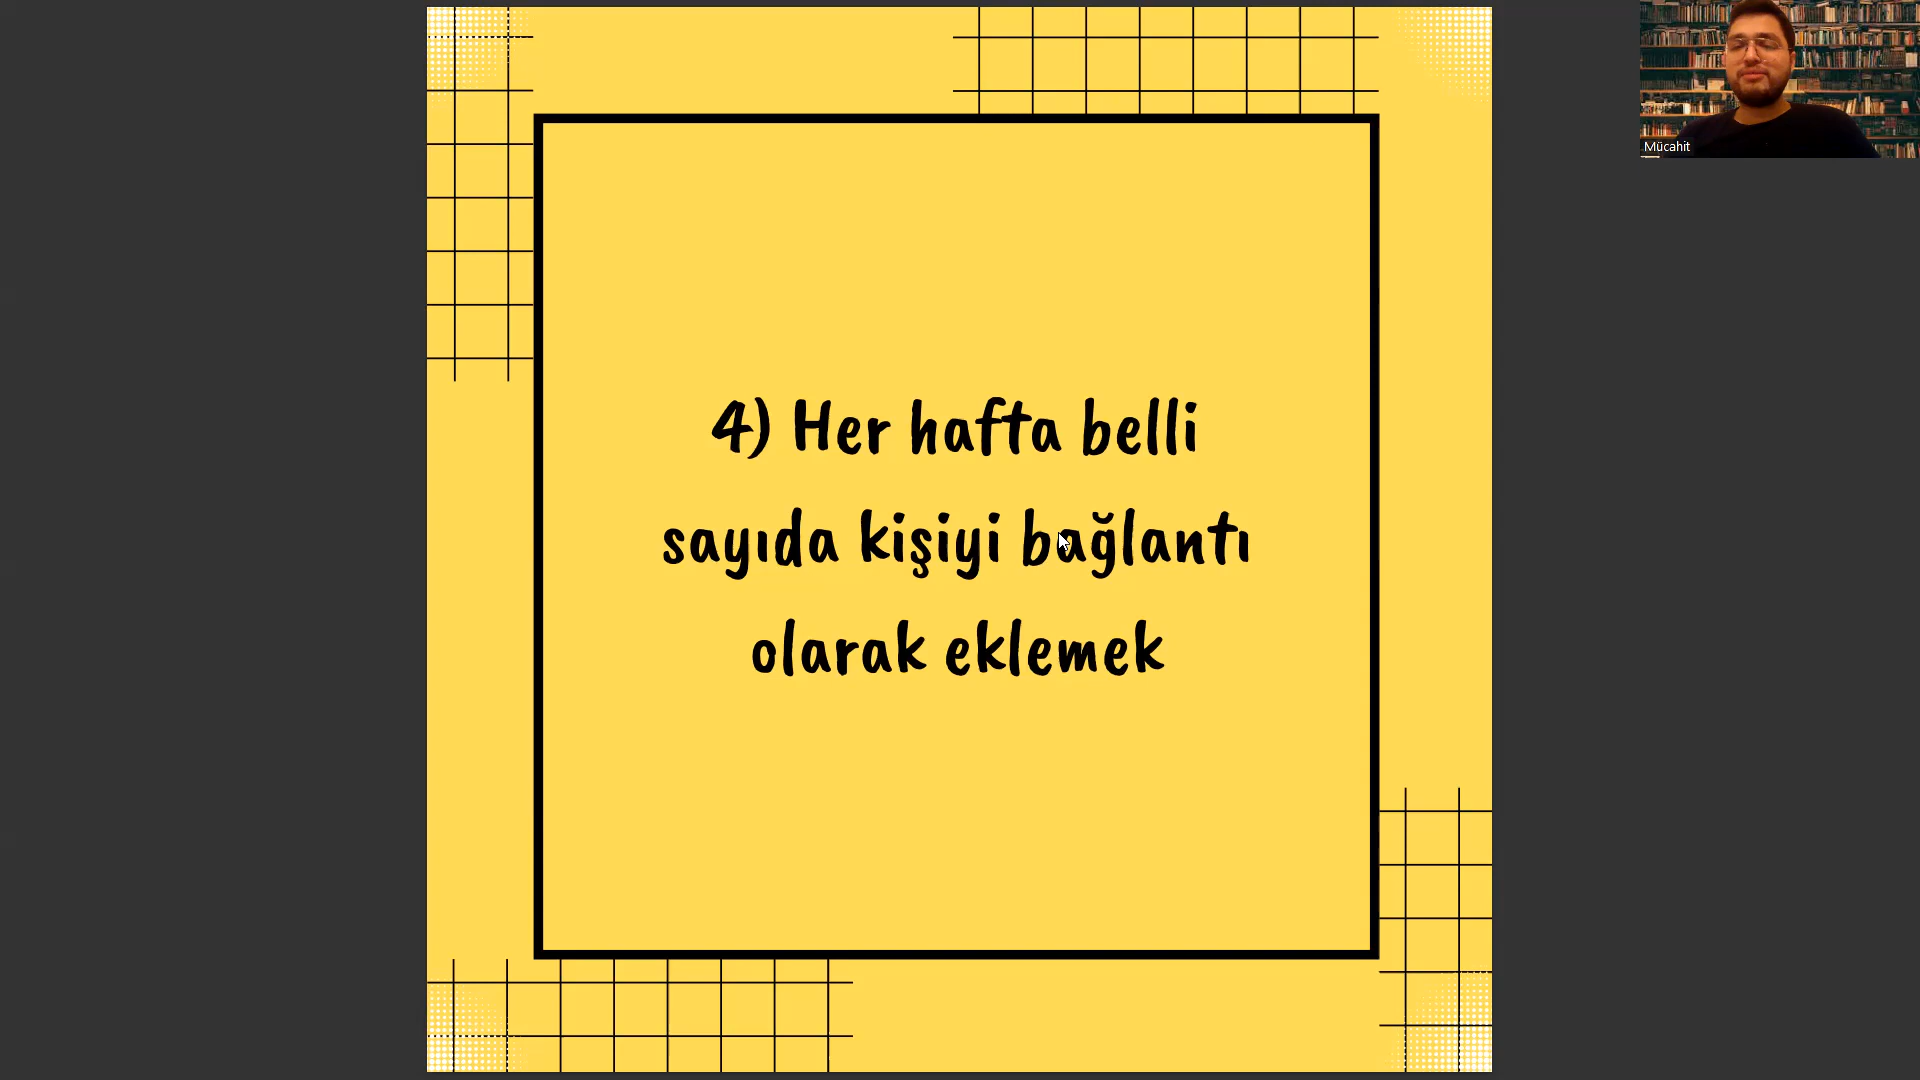 4) Her hafta belli
sayıda kişiyi bağlantı
olarak eklemek
Mücahit